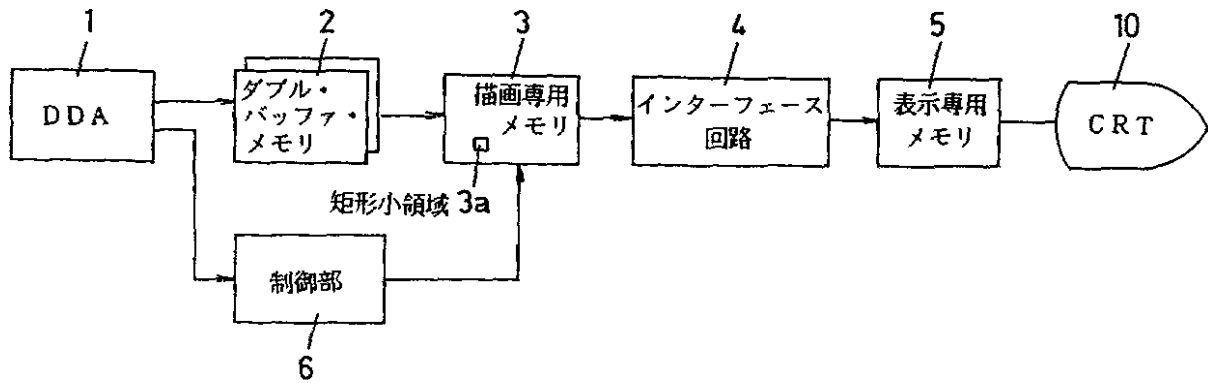 1
2
3
4
5
10
DDA
ダブル・
バッファ・
メモリ
描画専用
メモリ
インターフェース
回路
表示専用
メモリ
CRT
矩形小領域 3a
制御部
6